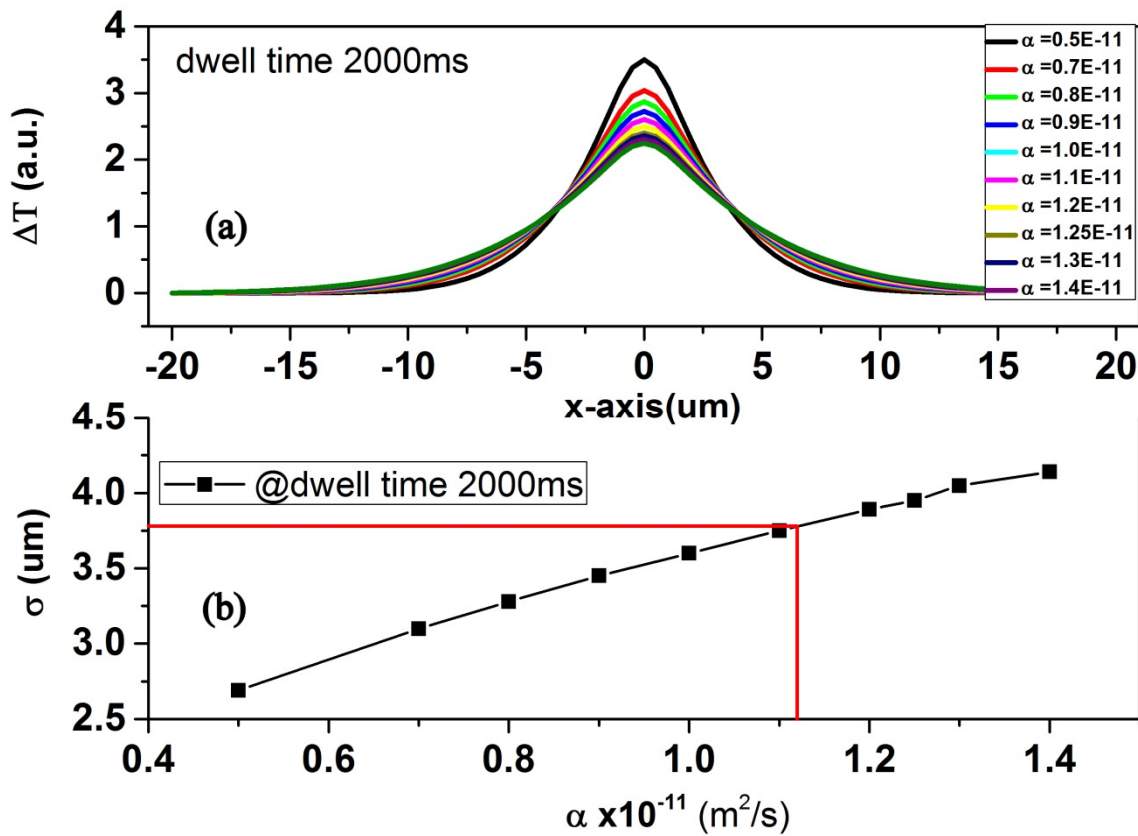 4
3
2
1
0
ΔT (a.u.)
dwell time 2000ms
(a)
α =0.5E-11
α =0.7E-11
α =0.8E-11
α =0.9E-11
α =1.0E-11
α =1.1E-11
α =1.2E-11
α =1.25E-11
α =1.3E-11
α =1.4E-11
-20 -15 -10 -5 0 5 10 15 20
x-axis(um)
4.5
4.0
3.5
3.0
2.5
σ (um)
@dwell time 2000ms
(b)
0.4 0.6 0.8 1.0 1.2 1.4
α x10⁻¹¹ (m²/s)